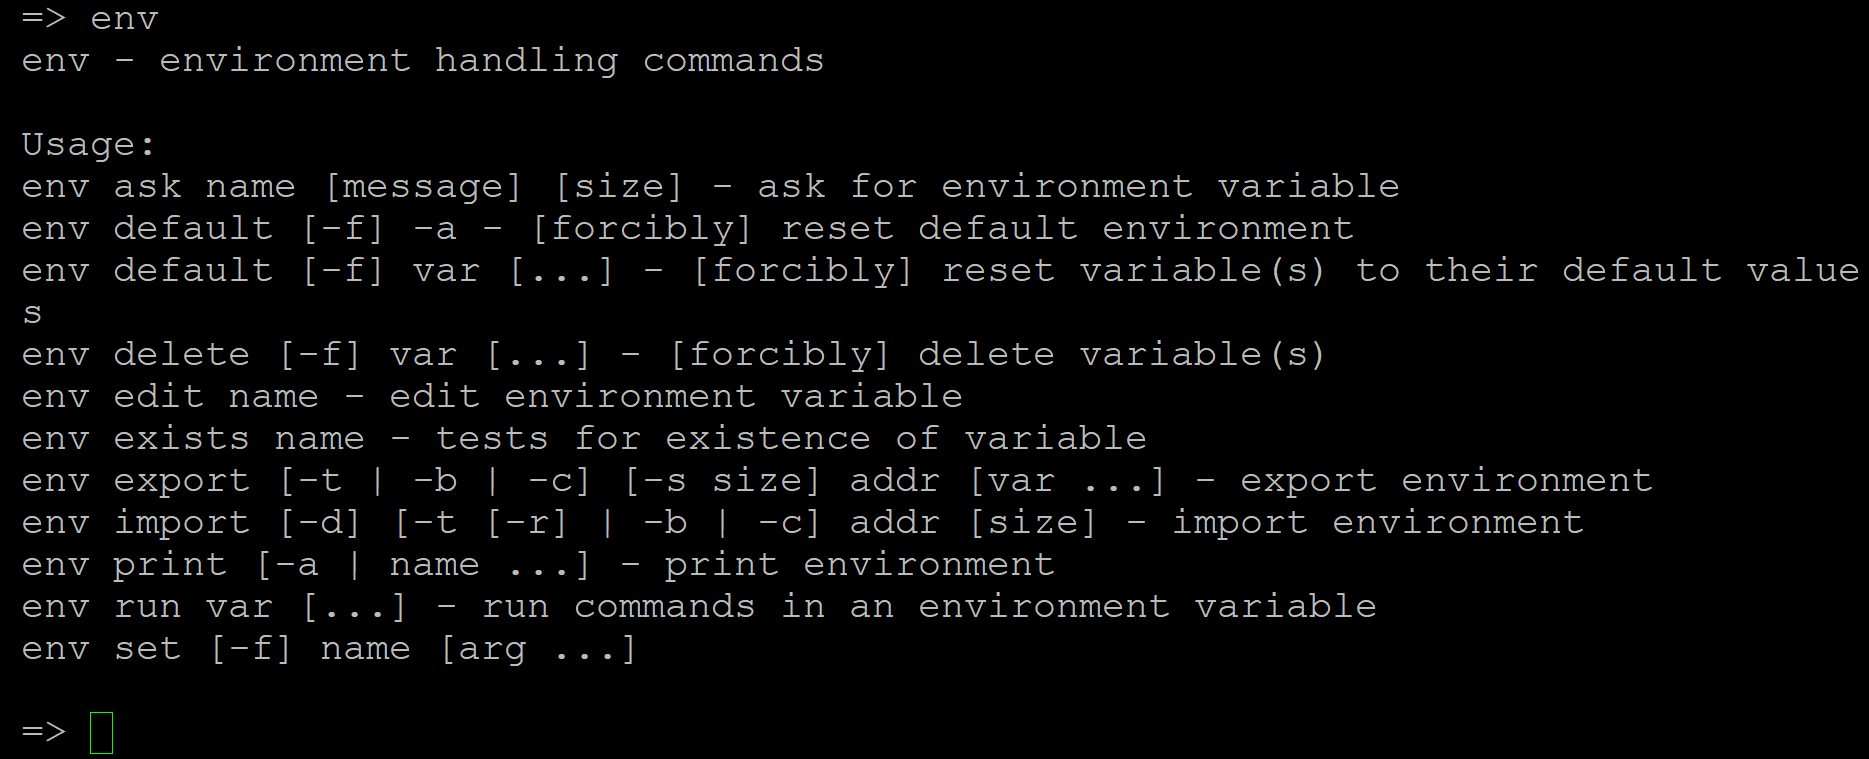 => env
env - environment handling commands

Usage:
env ask name [message] [size] - ask for environment variable
env default [-f] -a - [forcibly] reset default environment
env default [-f] var [...] - [forcibly] reset variable(s) to their default value
s
env delete [-f] var [...] - [forcibly] delete variable(s)
env edit name - edit environment variable
env exists name - tests for existence of variable
env export [-t | -b | -c] [-s size] addr [var ...] - export environment
env import [-d] [-t [-r] | -b | -c] addr [size] - import environment
env print [-a | name ...] - print environment
env run var [...] - run commands in an environment variable
env set [-f] name [arg ...]

=>